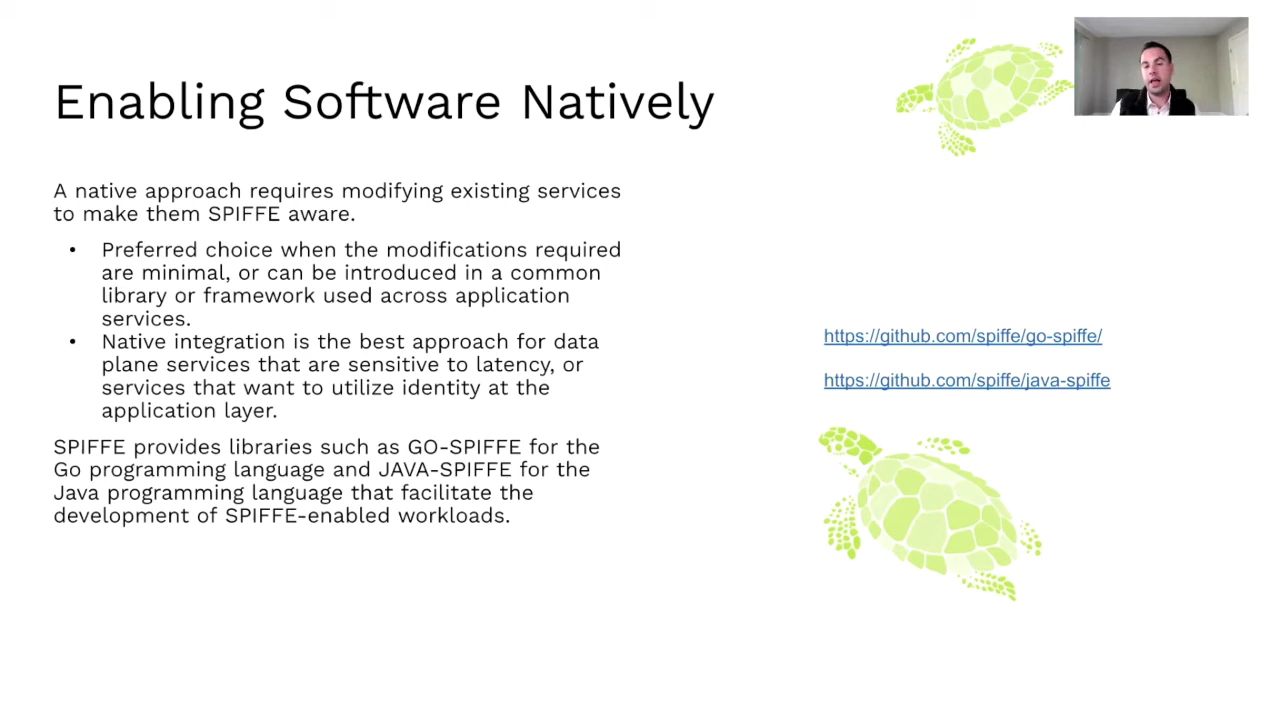 Enabling Software Natively
A native approach requires modifying existing services
to make them SPIFFE aware.
• Preferred choice when the modifications required
are minimal, or can be introduced in a common
library or framework used across application
services.
• Native integration is the best approach for data
plane services that are sensitive to latency, or
services that want to utilize identity at the
application layer.
SPIFFE provides libraries such as GO-SPIFFE for the
Go programming language and JAVA-SPIFFE for the
Java programming language that facilitate the
development of SPIFFE-enabled workloads.
https://github.com/spiffe/go-spiffe/
https://github.com/spiffe/java-spiffe